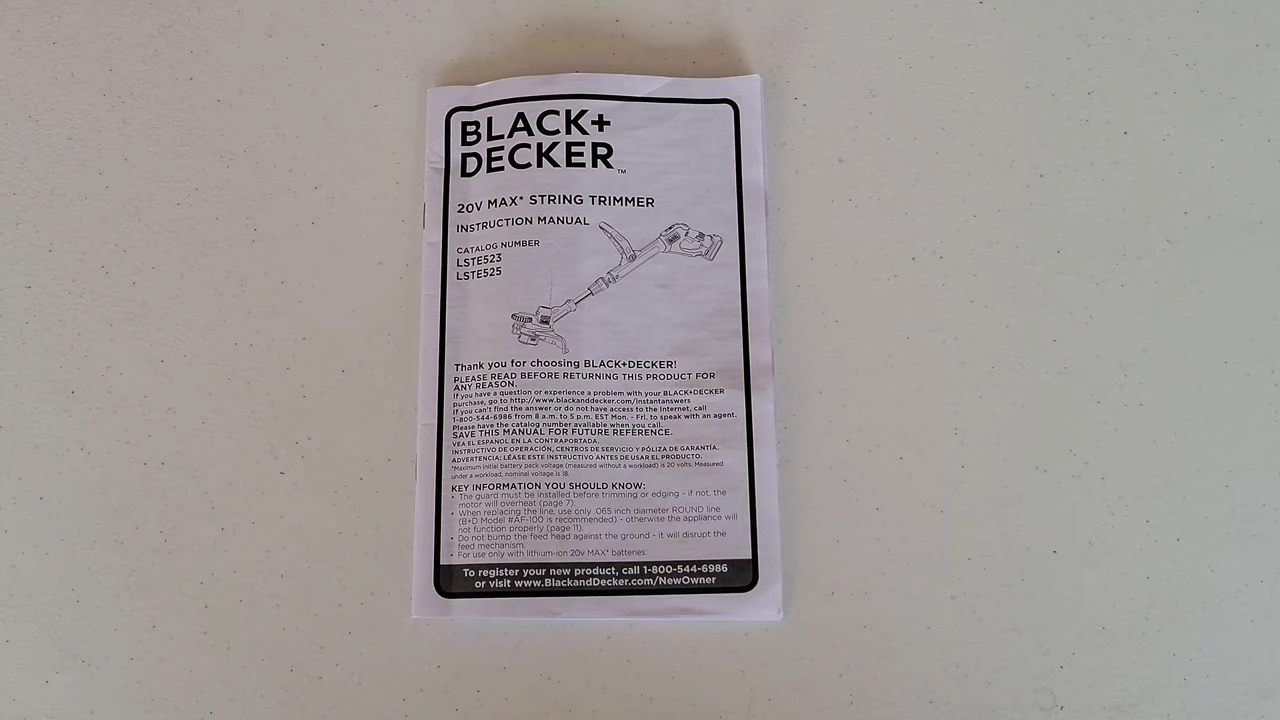 BLACK+
DECKER™
20V MAX* STRING TRIMMER
INSTRUCTION MANUAL
CATALOG NUMBER
LSTE523
LSTE525
Thank you for choosing BLACK+DECKER!
PLEASE READ BEFORE RETURNING THIS PRODUCT FOR
ANY REASON.
If you have a question or experience a problem with your BLACK+DECKER
purchase, go to http://www.blackanddecker.com/instantanswers
If you can't find the answer or do not have access to the Internet, call
1-800-544-6986 from 8 a.m. to 5 p.m. EST Mon. - Fri. to speak with an agent.
Please have the catalog number available when you call.
SAVE THIS MANUAL FOR FUTURE REFERENCE.
VEA EL ESPANOL EN LA CONTRAPORTADA.
INSTRUCTIVO DE OPERACIÓN, CENTROS DE SERVICIO Y PÓLIZA DE GARANTÍA.
ADVERTENCIA: LÉASE ESTE INSTRUCTIVO ANTES DE USAR EL PRODUCTO.
*Maximum initial battery pack voltage (measured without a workload) is 20 volts. Measured
under a workload, nominal voltage is 18.
KEY INFORMATION YOU SHOULD KNOW:
• The guard must be installed before trimming or edging - if not, the
motor will overheat (page 7).
• When replacing the line, use only .065 inch diameter ROUND line
(B+D Model #AF-100 is recommended) - otherwise the appliance will
not function properly (page 11).
• Do not bump the feed head against the ground - it will disrupt the
feed mechanism.
• For use only with lithium-ion 20v MAX* batteries.
To register your new product, call 1-800-544-6986
or visit www.BlackandDecker.com/NewOwner